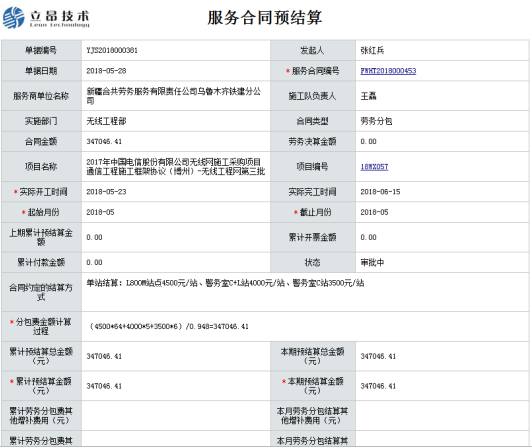 立昂技术
Leon technology
服务合同预结算
单据编号 YJS2018000381 发起人 张红兵
单据日期 2018-05-28 * 服务合同编号 FWHT2018000453
服务商单位名称 新疆合共劳务服务有限责任公司乌鲁木齐铁建分公司 施工队负责人 王磊
实施部门 无线工程部 合同类型 劳务分包
合同金额 347046.41 劳务决算金额 0.00
项目名称 2017年中国电信股份有限公司无线网施工采购项目
通信工程施工框架协议（博州）-无线工程网第三批 项目编号 18WX057
* 实际开工时间 2018-05-23 实际完工时间 2018-06-15
* 起始月份 2018-05 * 截止月份 2018-05
上期累计预结算金额 0.00 累计开票金额 0.00
累计付款金额 0.00 状态 审批中
合同约定的结算方式 单站结算：L800M站点4500元/站、警务室C+L站4000元/站、警务室C站3500元/站
* 分包费金额计算过程 （4500*64+4000*5+3500*6）/0.948=347046.41
累计预结算总金额（元） 347046.41 本期预结算总金额（元） 347046.41
* 累计预结算金额（元） 347046.41 * 本期预结算金额（元） 347046.41
累计劳务分包费其他增补费用（元） 本月劳务分包结算其他增补费用（元）
累计劳务分包费其 本月劳务分包结算其